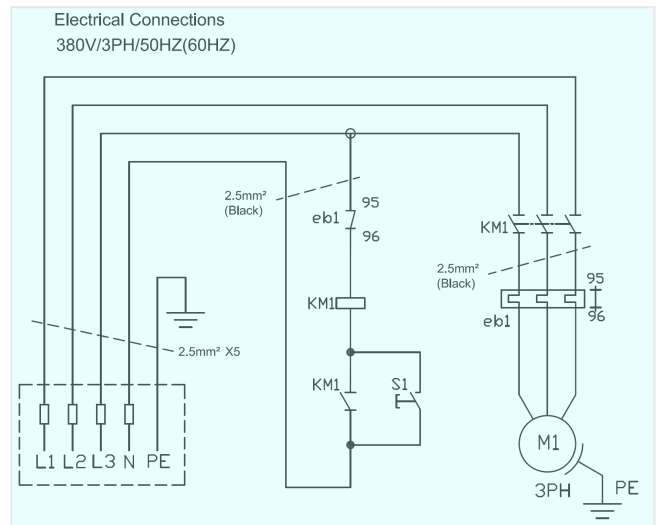 Electrical Connections
380V/3PH/50HZ(60HZ)
2.5mm²
(Black)
95
eb1
96
KM1
2.5mm²
(Black)
95
KM1
96
eb1
2.5mm² X5
KM1
S1
M1
L1 L2 L3 N PE
3PH
PE